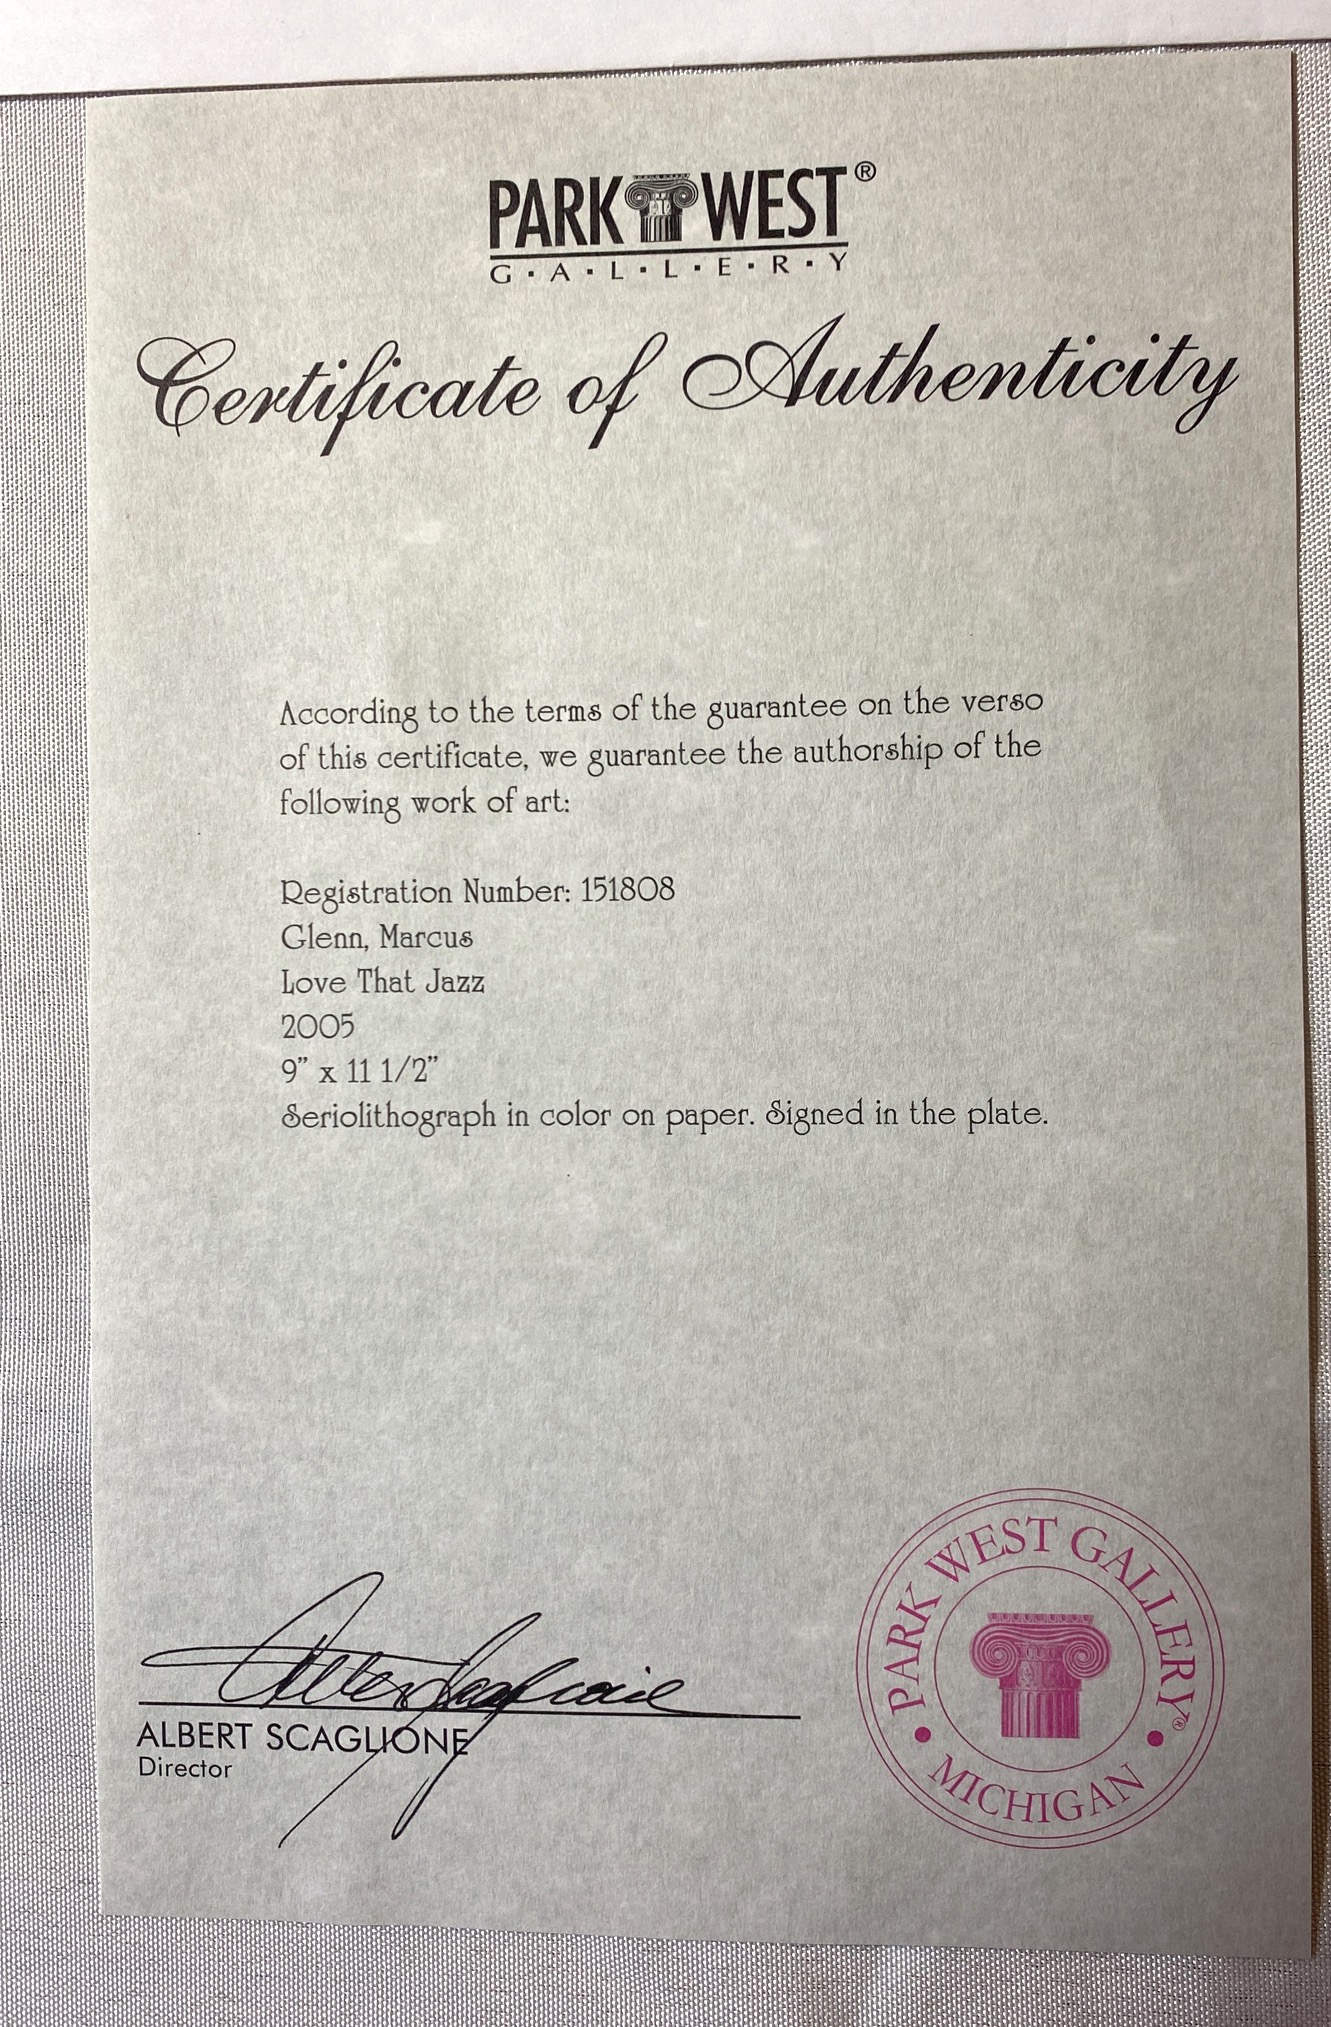 PARK WEST®
G·A·L·L·E·R·Y
Certificate of Authenticity
According to the terms of the guarantee on the verso
of this certificate, we guarantee the authorship of the
following work of art:
Registration Number: 151808
Glenn, Marcus
Love That Jazz
2005
9” x 11 1/2”
Seriolithograph in color on paper. Signed in the plate.
ALBERT SCAGLIONE
Director
PARK WEST GALLERY®
• MICHIGAN •